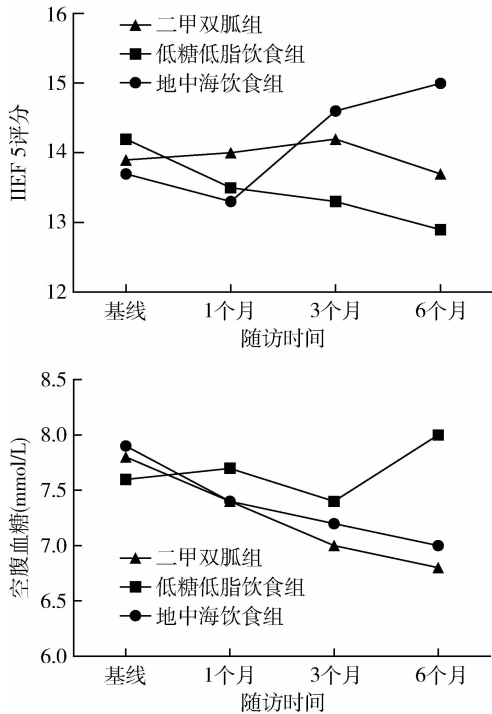 16
15
14
13
12
IIEF 5评分
二甲双胍组
低糖低脂饮食组
地中海饮食组
基线 1个月 3个月 6个月
随访时间
8.5
8.0
7.5
7.0
6.5
6.0
空腹血糖(mmol/L)
二甲双胍组
低糖低脂饮食组
地中海饮食组
基线 1个月 3个月 6个月
随访时间